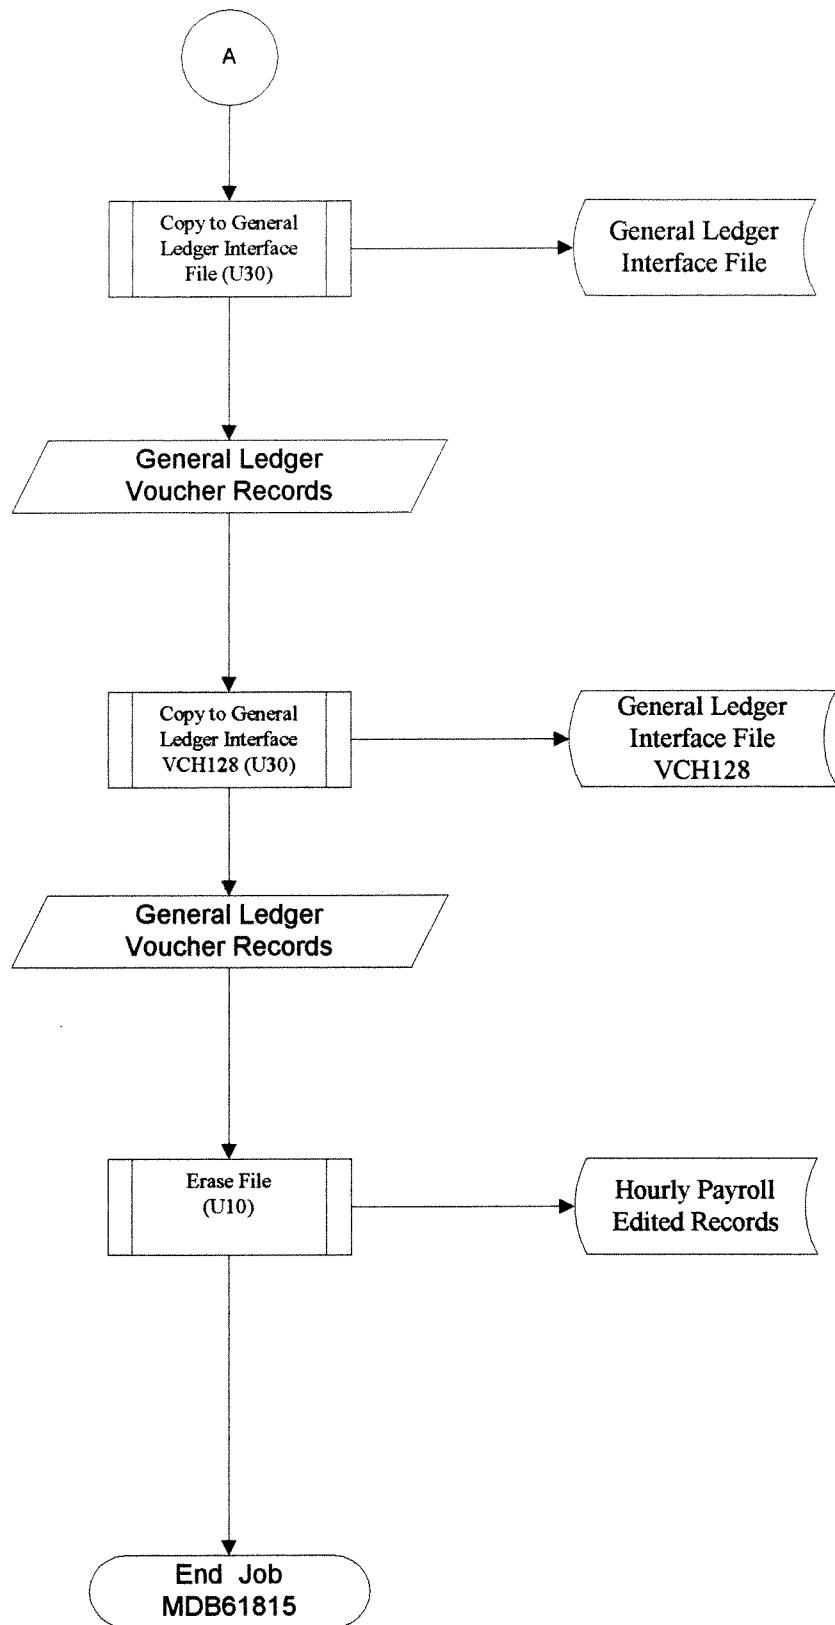 A
Copy to General
Ledger Interface
File (U30)
General Ledger
Interface File
General Ledger
Voucher Records
Copy to General
Ledger Interface
VCH128 (U30)
General Ledger
Interface File
VCH128
General Ledger
Voucher Records
Erase File
(U10)
Hourly Payroll
Edited Records
End Job
MDB61815